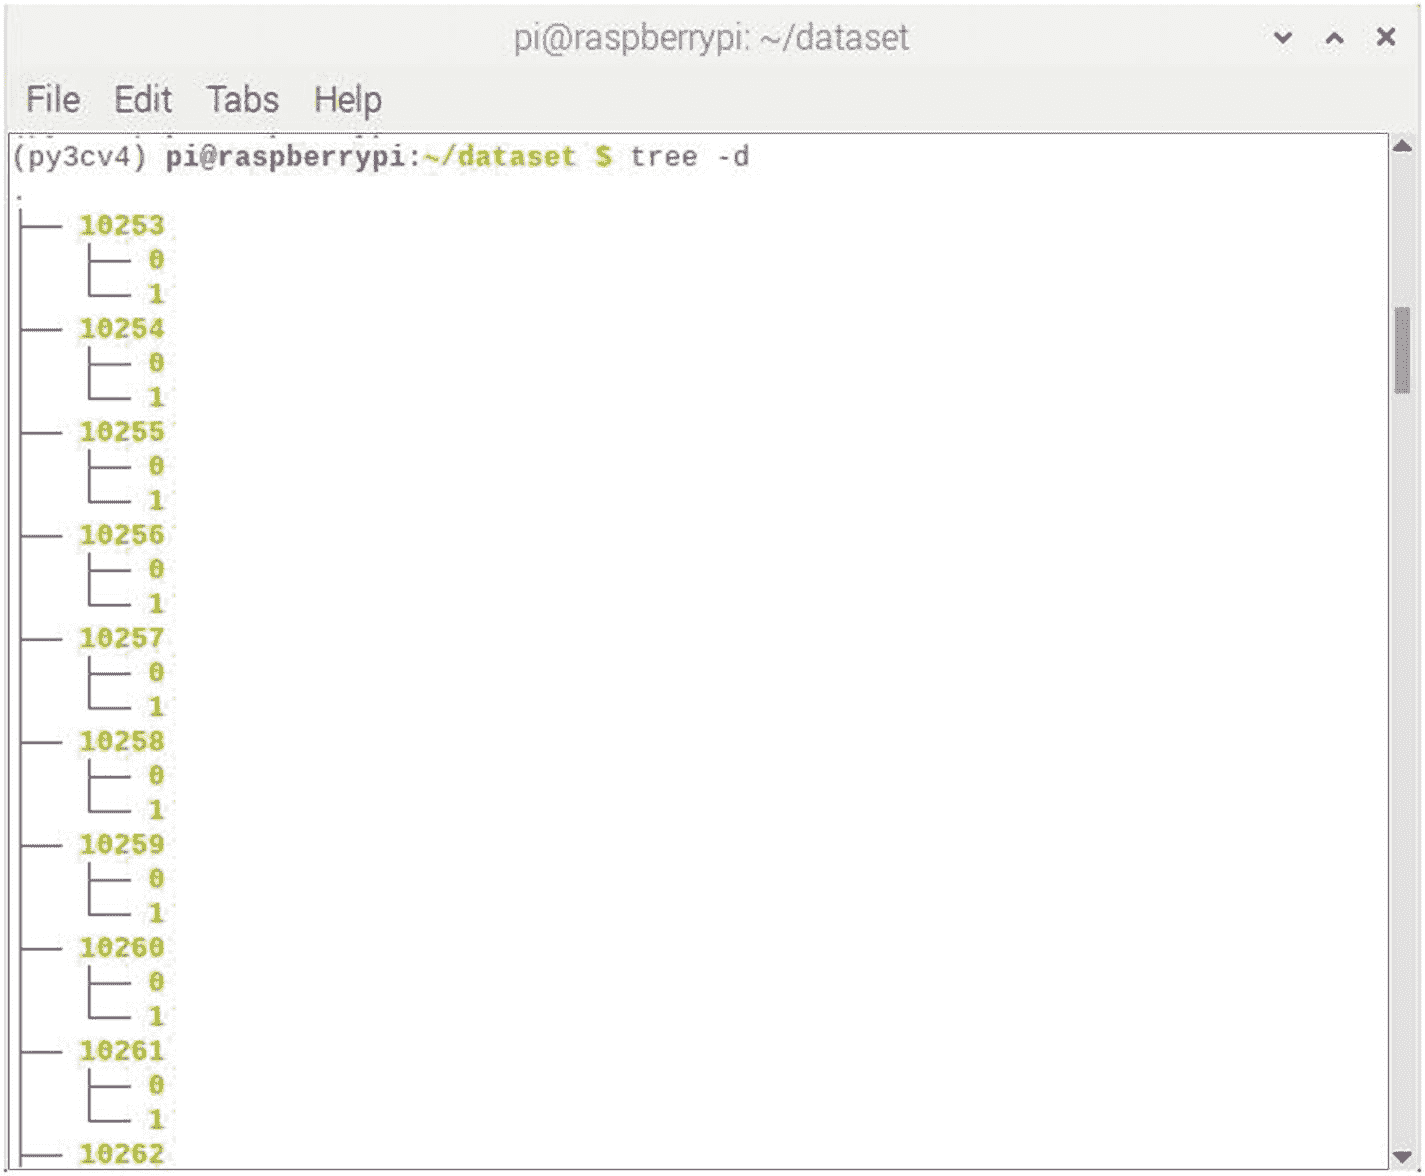 pi@raspberrypi: ~/dataset
File Edit Tabs Help
(py3cv4) pi@raspberrypi:~/dataset $ tree -d
.
├── 10253
│   ├── 0
│   └── 1
├── 10254
│   ├── 0
│   └── 1
├── 10255
│   ├── 0
│   └── 1
├── 10256
│   ├── 0
│   └── 1
├── 10257
│   ├── 0
│   └── 1
├── 10258
│   ├── 0
│   └── 1
├── 10259
│   ├── 0
│   └── 1
├── 10260
│   ├── 0
│   └── 1
├── 10261
│   ├── 0
│   └── 1
├── 10262